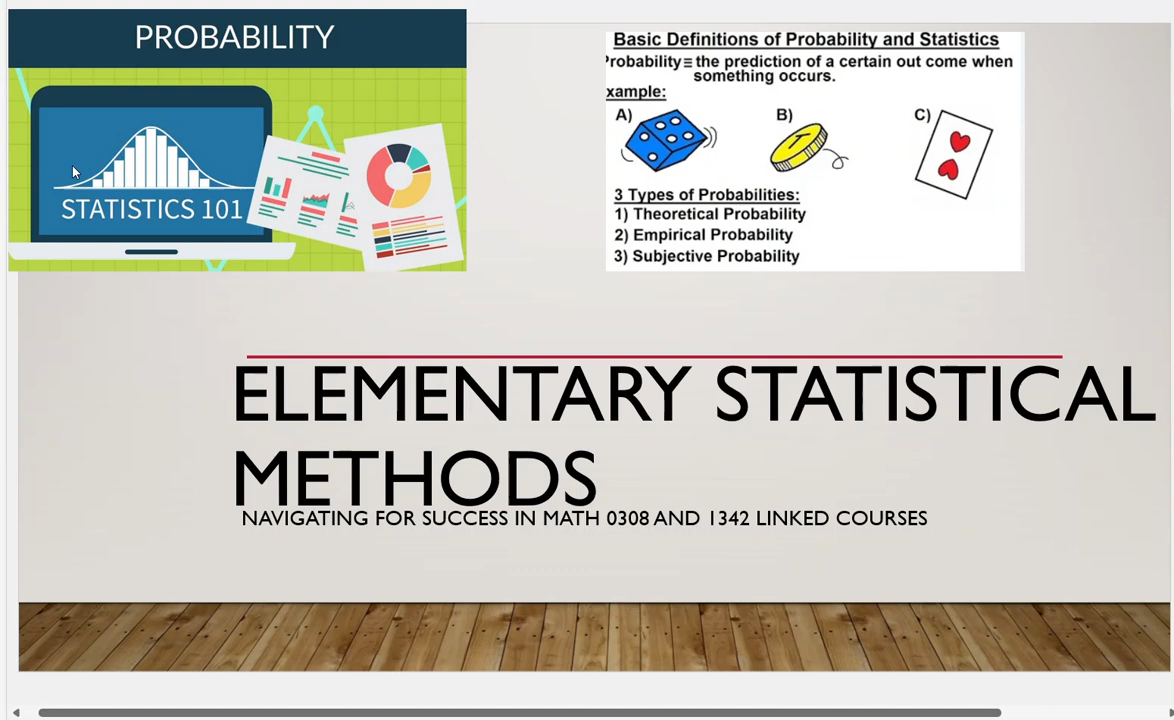 PROBABILITY
STATISTICS 101
Basic Definitions of Probability and Statistics
Probability≡ the prediction of a certain out come when
something occurs.
xample:
A)
B)
C)
3 Types of Probabilities:
1) Theoretical Probability
2) Empirical Probability
3) Subjective Probability
ELEMENTARY STATISTICAL
METHODS
NAVIGATING FOR SUCCESS IN MATH 0308 AND 1342 LINKED COURSES